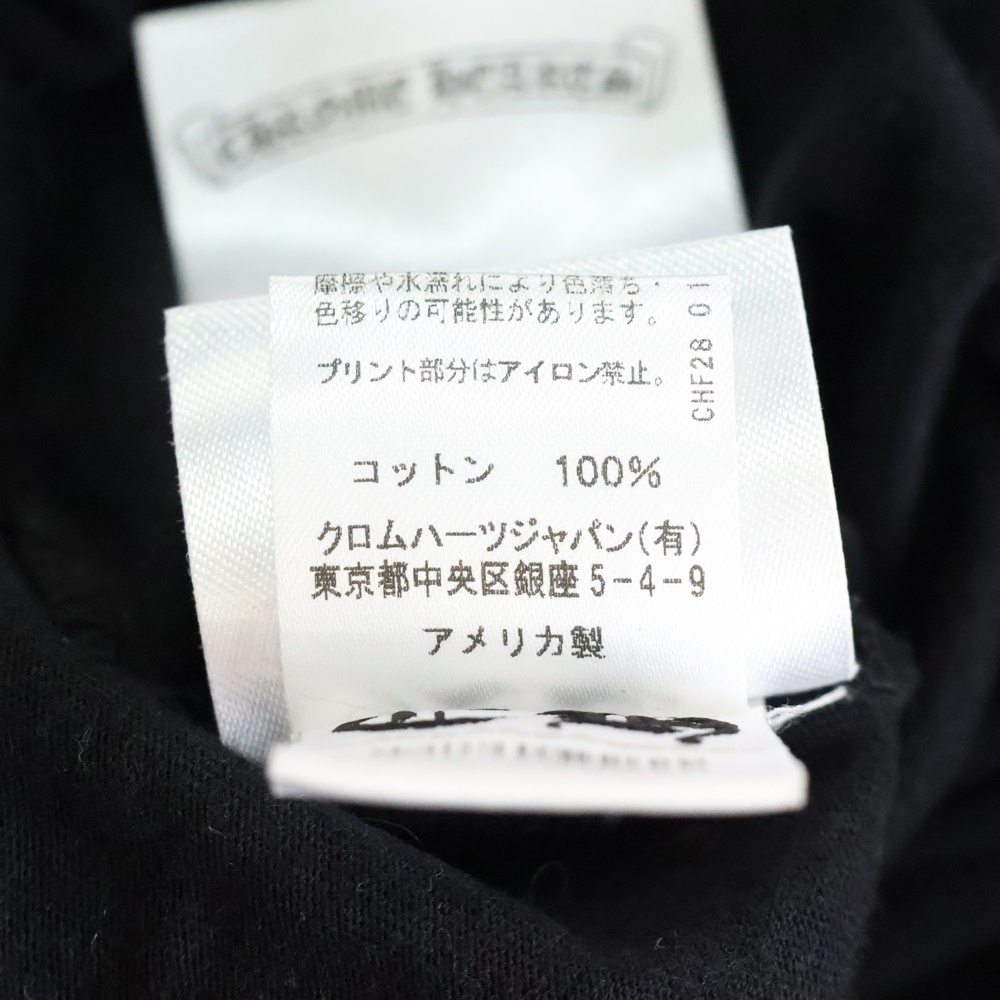 CHROME HEARTS
摩擦や水濡れにより色落ち・
色移りの可能性があります。
プリント部分はアイロン禁止。
CHF28 01
コットン 100%
クロムハーツジャパン(有)
東京都中央区銀座5-4-9
アメリカ製